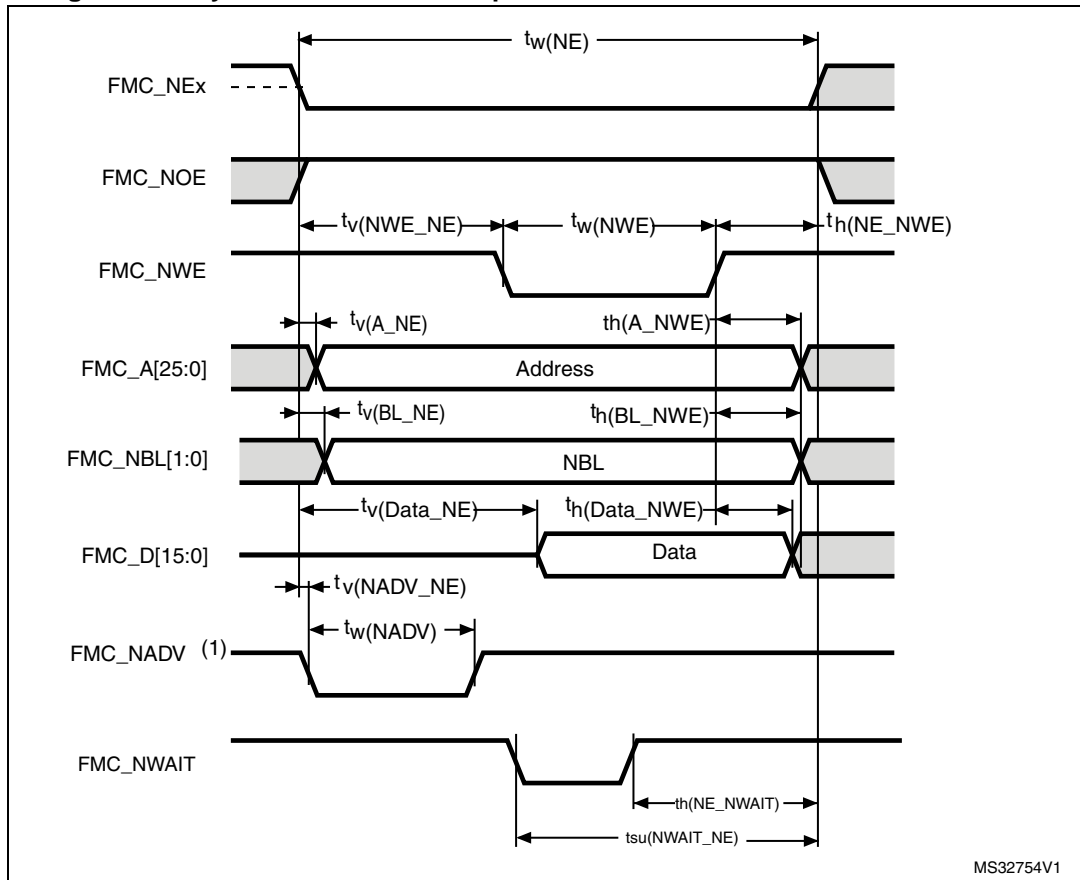 tw(NE)
FMC_NEx
FMC_NOE
tv(NWE_NE) tw(NWE) th(NE_NWE)
FMC_NWE
tv(A_NE) th(A_NWE)
FMC_A[25:0] Address
tv(BL_NE) th(BL_NWE)
FMC_NBL[1:0] NBL
tv(Data_NE) th(Data_NWE)
FMC_D[15:0] Data
tv(NADV_NE)
tw(NADV)
FMC_NADV (1)
FMC_NWAIT
th(NE_NWAIT)
tsu(NWAIT_NE)
MS32754V1